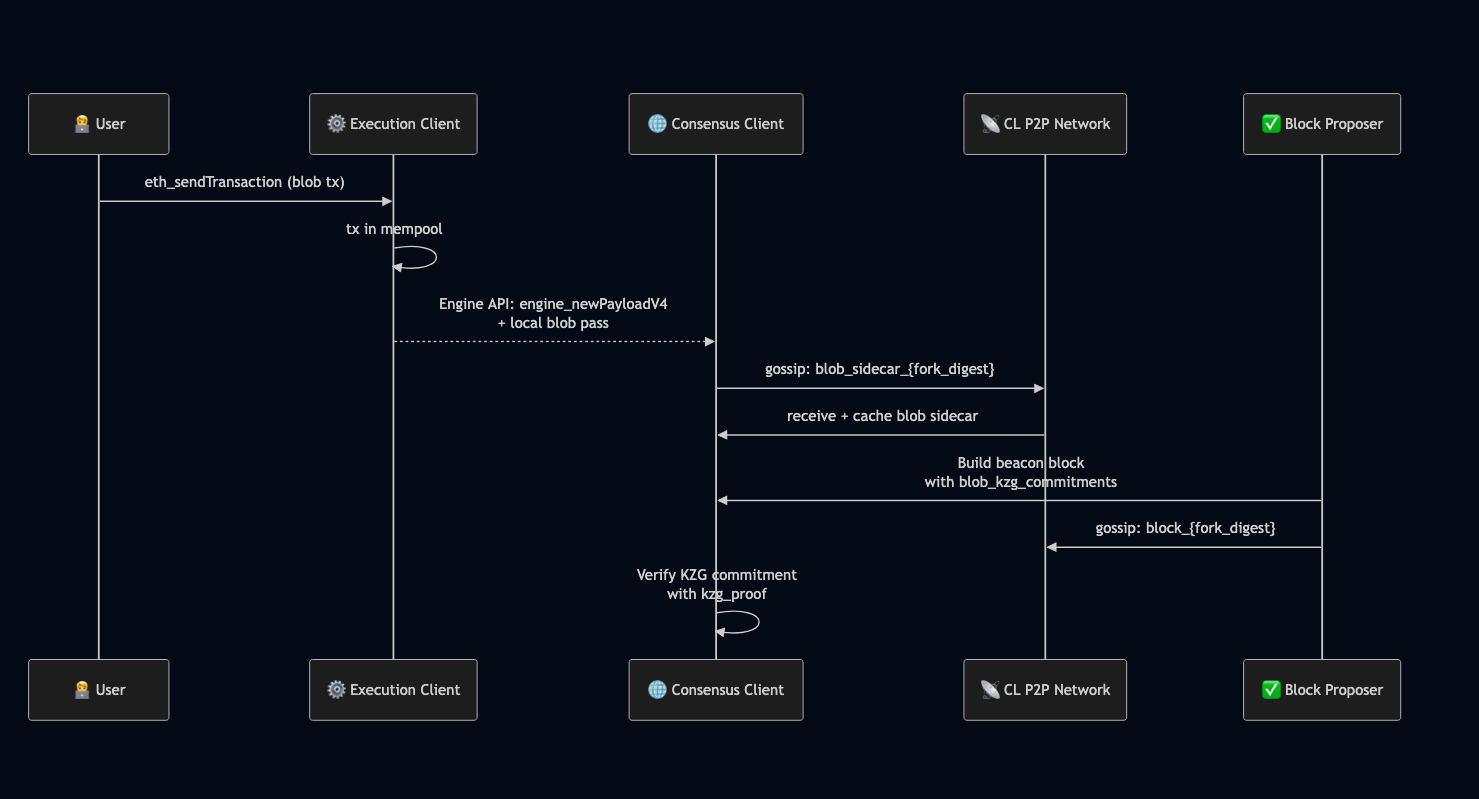 User
Execution Client
Consensus Client
CL P2P Network
Block Proposer
eth_sendTransaction (blob tx)
tx in mempool
Engine API: engine_newPayloadV4
+ local blob pass
gossip: blob_sidecar_{fork_digest}
receive + cache blob sidecar
Build beacon block
with blob_kzg_commitments
gossip: block_{fork_digest}
Verify KZG commitment
with kzg_proof
User
Execution Client
Consensus Client
CL P2P Network
Block Proposer